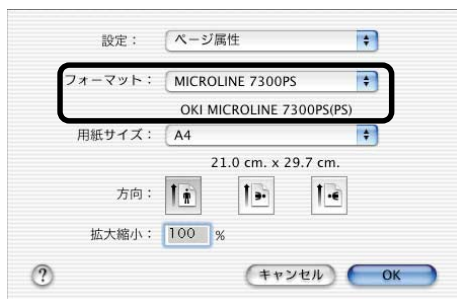 設定： ページ属性
フォーマット： MICROLINE 7300PS
OKI MICROLINE 7300PS(PS)
用紙サイズ： A4
21.0 cm. x 29.7 cm.
方向：
拡大縮小： 100 %
? キャンセル OK